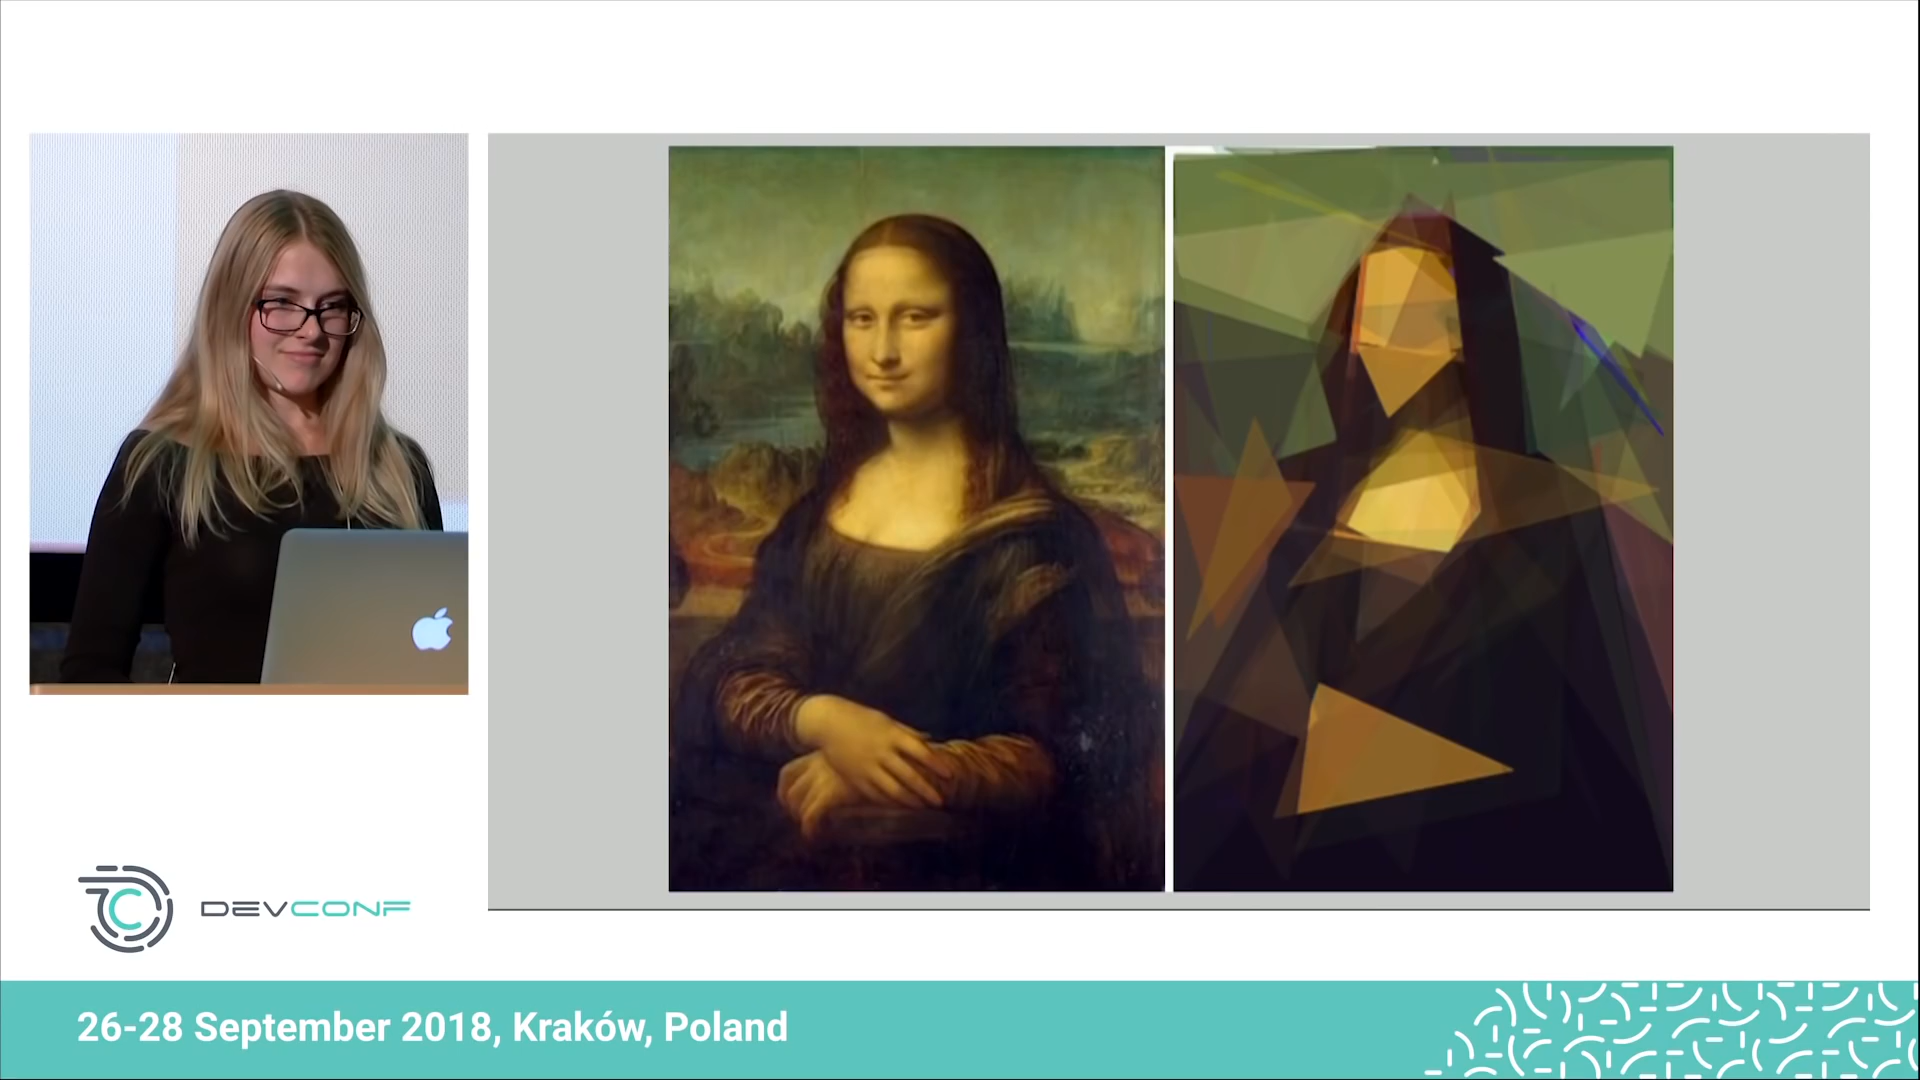 DEVCONF
26-28 September 2018, Kraków, Poland